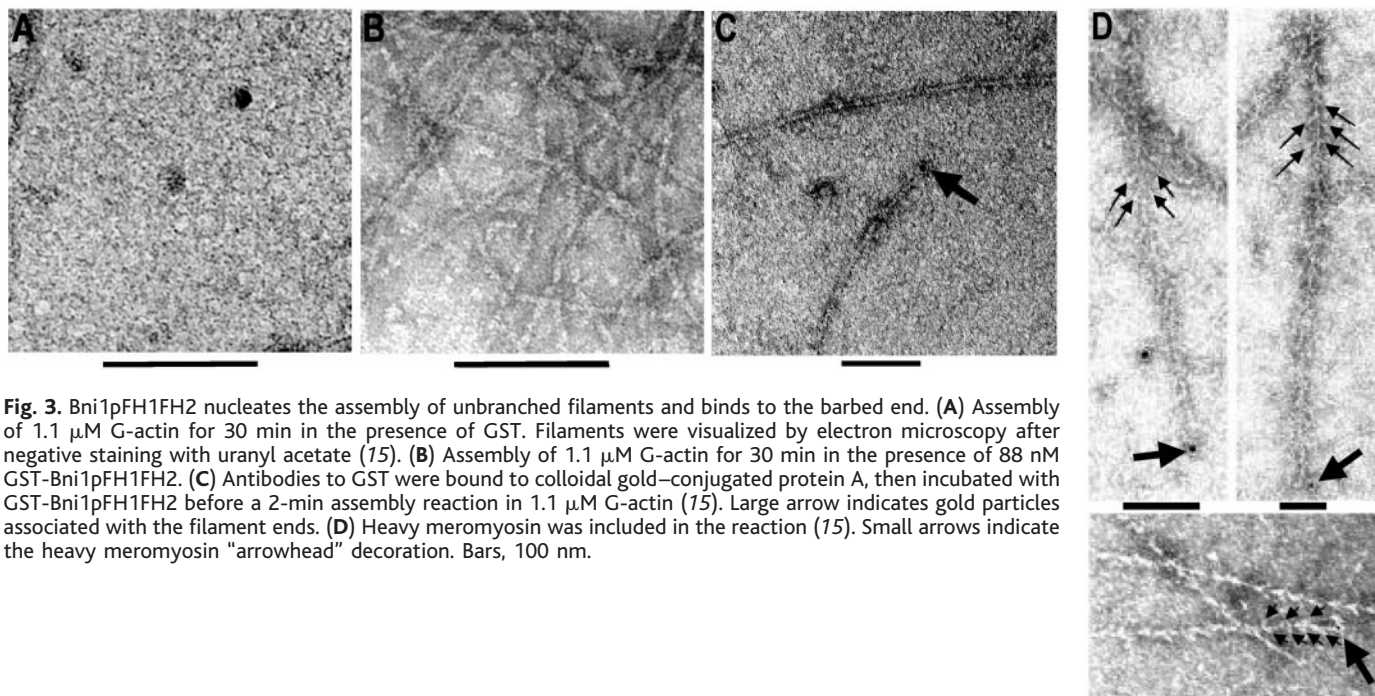 A
B
C
D
Fig. 3. Bni1pFH1FH2 nucleates the assembly of unbranched filaments and binds to the barbed end. (A) Assembly
of 1.1 μM G-actin for 30 min in the presence of GST. Filaments were visualized by electron microscopy after
negative staining with uranyl acetate (15). (B) Assembly of 1.1 μM G-actin for 30 min in the presence of 88 nM
GST-Bni1pFH1FH2. (C) Antibodies to GST were bound to colloidal gold–conjugated protein A, then incubated with
GST-Bni1pFH1FH2 before a 2-min assembly reaction in 1.1 μM G-actin (15). Large arrow indicates gold particles
associated with the filament ends. (D) Heavy meromyosin was included in the reaction (15). Small arrows indicate
the heavy meromyosin “arrowhead” decoration. Bars, 100 nm.